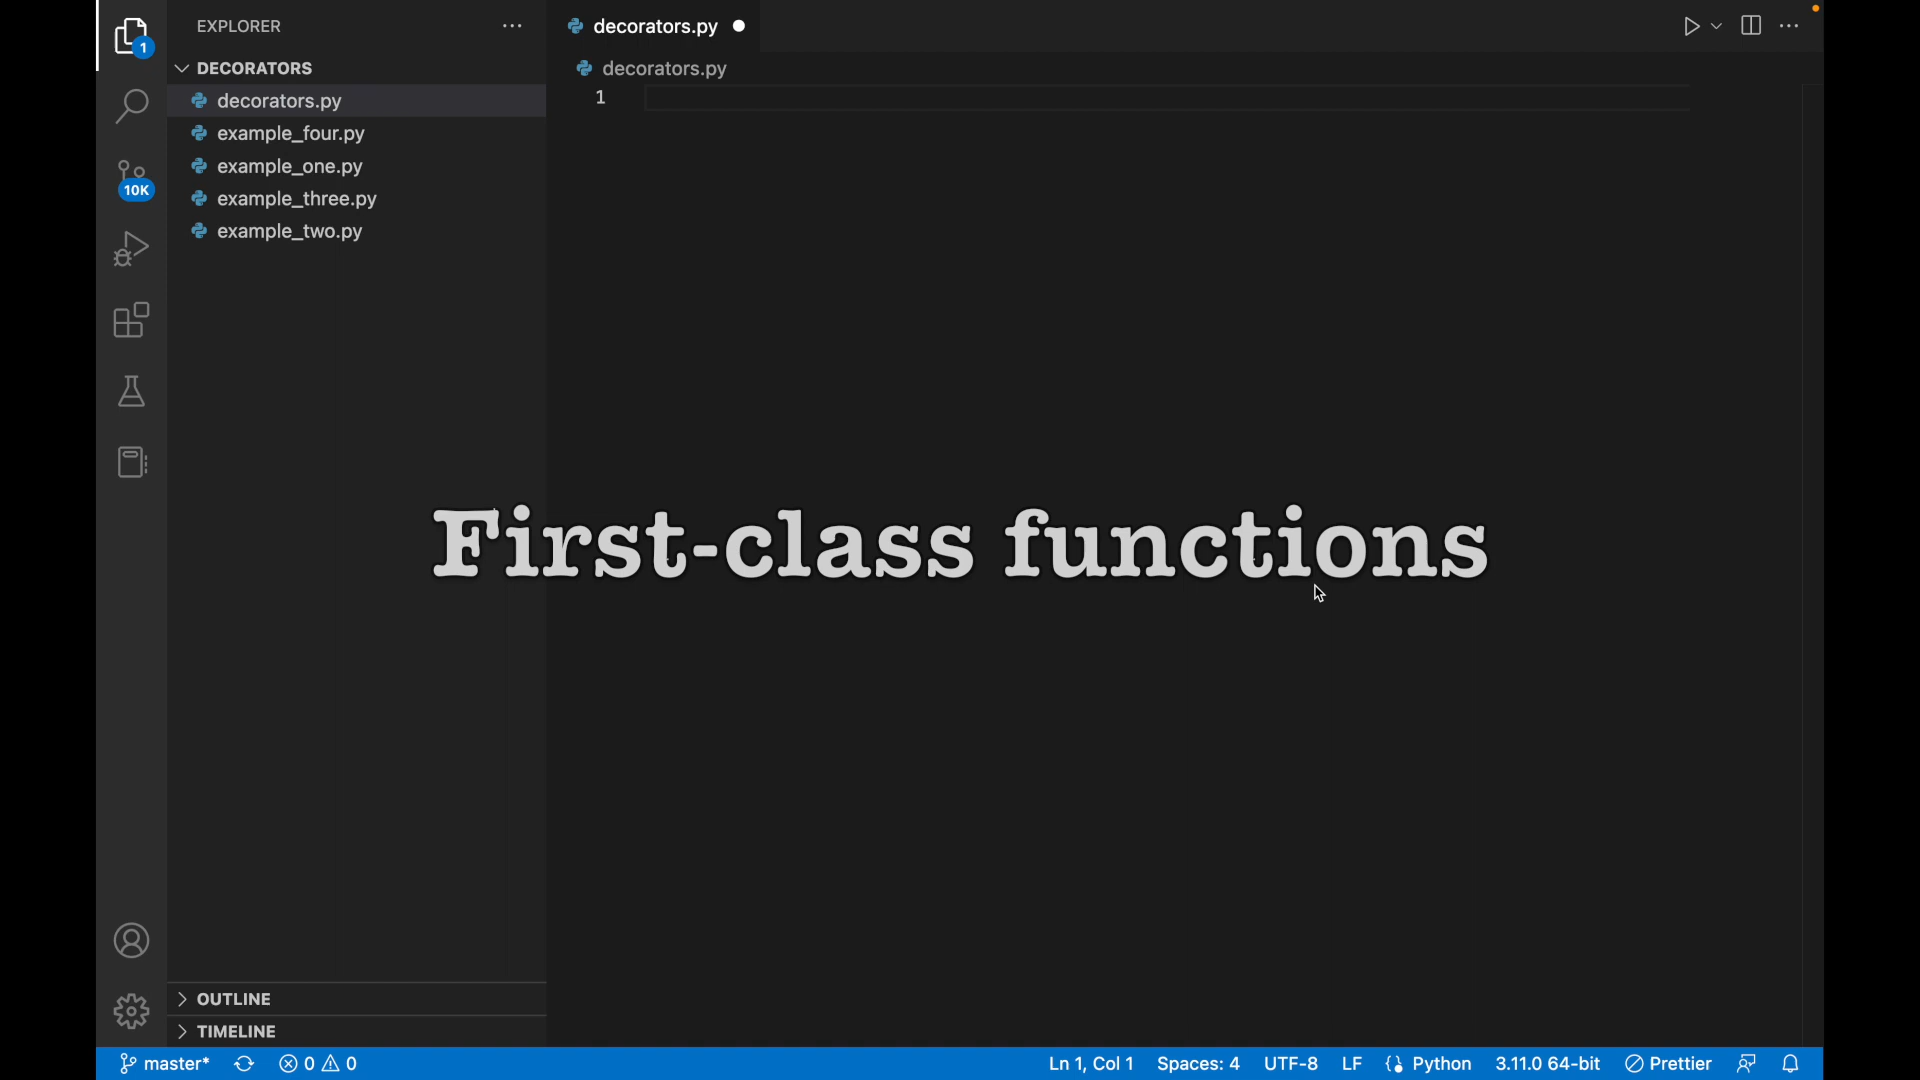 EXPLORER
decorators.py
1
DECORATORS
decorators.py
decorators.py
1
example_four.py
example_one.py
10K
example_three.py
example_two.py
First-class functions
OUTLINE
TIMELINE
master* 0 0 Ln 1, Col 1 Spaces: 4 UTF-8 LF Python 3.11.0 64-bit Prettier